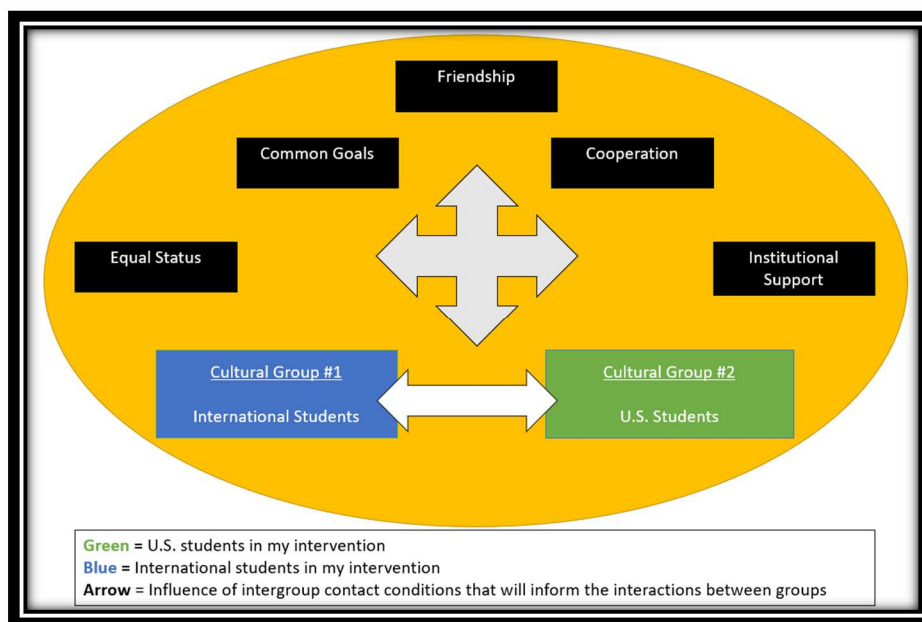 Friendship
Common Goals
Cooperation
Equal Status
Institutional
Support
Cultural Group #1
International Students
Cultural Group #2
U.S. Students
Green = U.S. students in my intervention
Blue = International students in my intervention
Arrow = Influence of intergroup contact conditions that will inform the interactions between groups